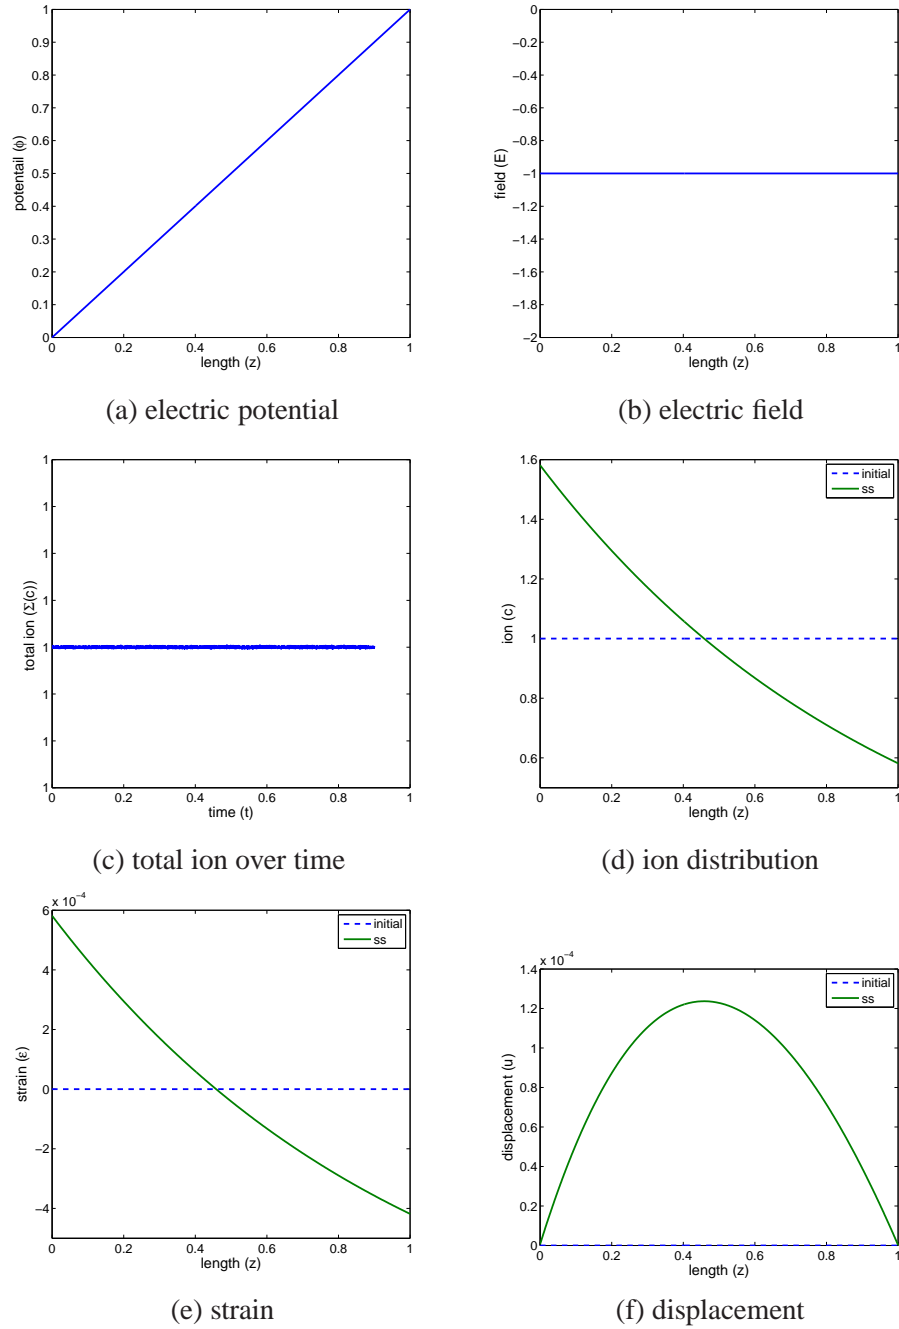 1
0.9
0.8
0.7
0.6
0.5
0.4
0.3
0.2
0.1
0
potentail (ϕ)
0 0.2 0.4 0.6 0.8 1
length (z)
(a) electric potential
0
−0.2
−0.4
−0.6
−0.8
−1
−1.2
−1.4
−1.6
−1.8
−2
field (E)
0 0.2 0.4 0.6 0.8 1
length (z)
(b) electric field
1
1
1
1
1
1
1
1
total ion (Σ(c))
0 0.2 0.4 0.6 0.8 1
time (t)
(c) total ion over time
1.6
1.4
1.2
1
0.8
0.6
ion (c)
initial
ss
0 0.2 0.4 0.6 0.8 1
length (z)
(d) ion distribution
x 10−4
6
4
2
0
−2
−4
strain (ε)
initial
ss
0 0.2 0.4 0.6 0.8 1
length (z)
(e) strain
x 10−4
1.4
1.2
1
0.8
0.6
0.4
0.2
0
displacement (u)
initial
ss
0 0.2 0.4 0.6 0.8 1
length (z)
(f) displacement